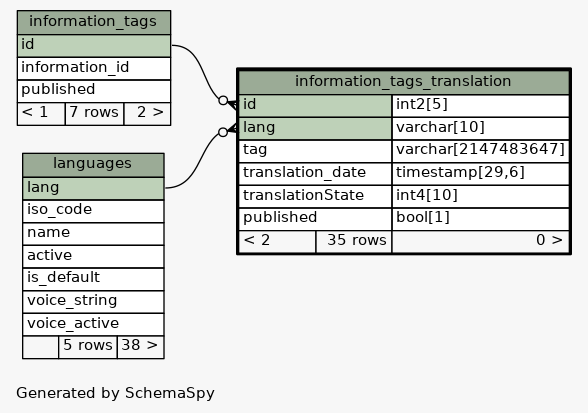 information_tags
id
information_id
published
< 1 7 rows 2 >
information_tags_translation
id int2[5]
lang varchar[10]
tag varchar[2147483647]
translation_date timestamp[29,6]
translationState int4[10]
published bool[1]
< 2 35 rows 0 >
languages
lang
iso_code
name
active
is_default
voice_string
voice_active
5 rows 38 >
Generated by SchemaSpy